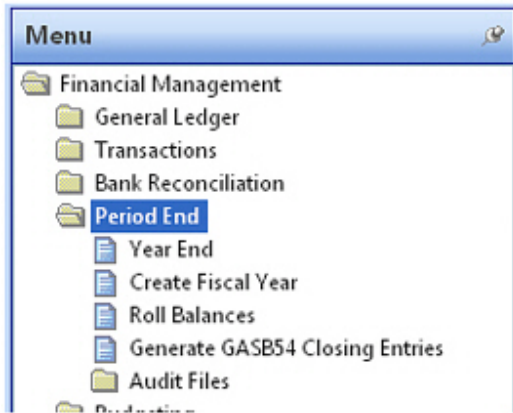 Menu
Financial Management
General Ledger
Transactions
Bank Reconciliation
Period End
Year End
Create Fiscal Year
Roll Balances
Generate GASB54 Closing Entries
Audit Files
Budgeting